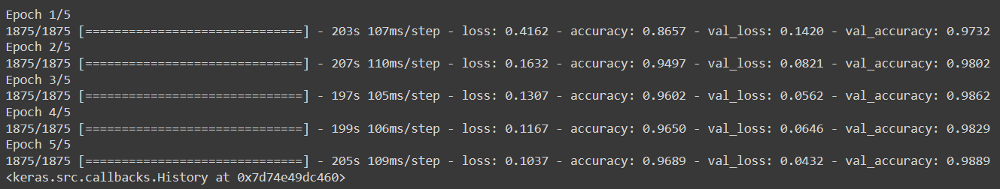 Epoch 1/5
1875/1875 [==============================] - 203s 107ms/step - loss: 0.4162 - accuracy: 0.8657 - val_loss: 0.1420 - val_accuracy: 0.9732
Epoch 2/5
1875/1875 [==============================] - 207s 110ms/step - loss: 0.1632 - accuracy: 0.9497 - val_loss: 0.0821 - val_accuracy: 0.9802
Epoch 3/5
1875/1875 [==============================] - 197s 105ms/step - loss: 0.1307 - accuracy: 0.9602 - val_loss: 0.0562 - val_accuracy: 0.9862
Epoch 4/5
1875/1875 [==============================] - 199s 106ms/step - loss: 0.1167 - accuracy: 0.9650 - val_loss: 0.0646 - val_accuracy: 0.9829
Epoch 5/5
1875/1875 [==============================] - 205s 109ms/step - loss: 0.1037 - accuracy: 0.9689 - val_loss: 0.0432 - val_accuracy: 0.9889
<keras.src.callbacks.History at 0x7d74e49dc460>